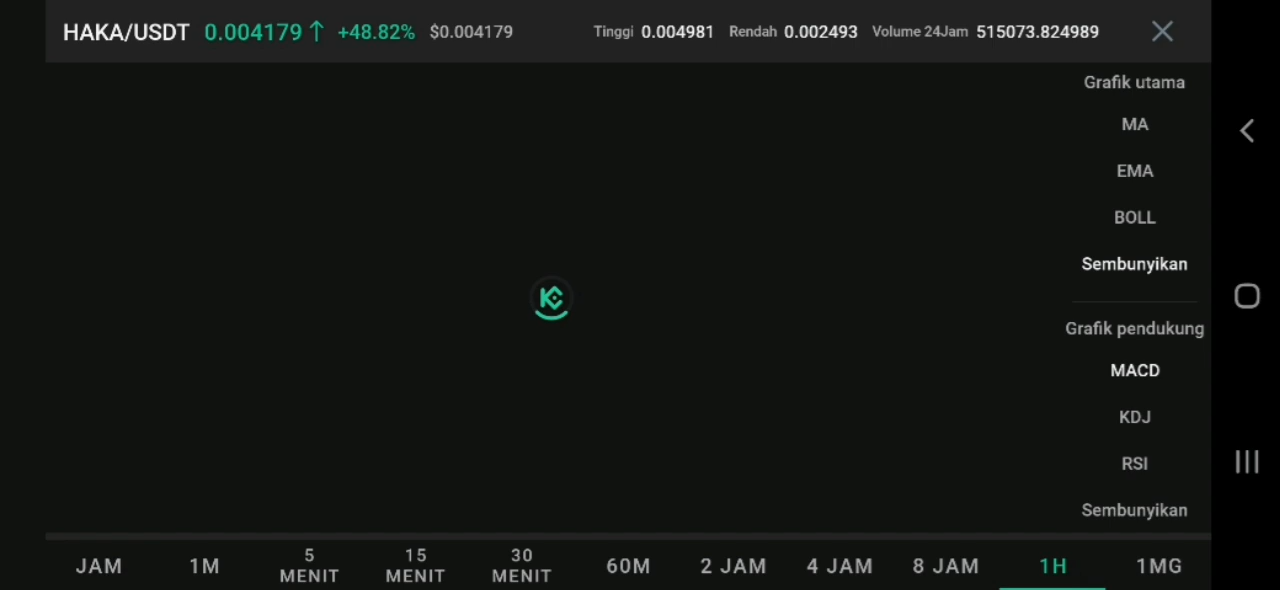 HAKA/USDT 0.004179↑ +48.82% $0.004179 Tinggi 0.004981 Rendah 0.002493 Volume 24Jam 515073.824989
Grafik utama
MA
EMA
BOLL
Sembunyikan
Grafik pendukung
MACD
KDJ
RSI
Sembunyikan
JAM 1M 5 MENIT 15 MENIT 30 MENIT 60M 2 JAM 4 JAM 8 JAM 1H 1MG